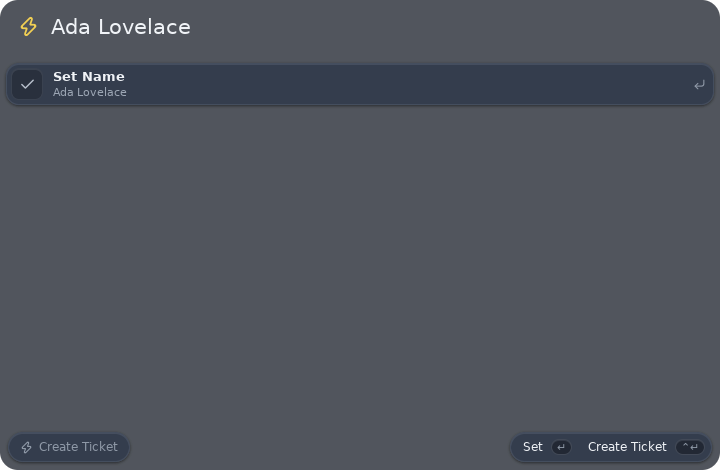 Ada Lovelace
Set Name
Ada Lovelace
↵
Create Ticket
Set ↵ Create Ticket ^↵